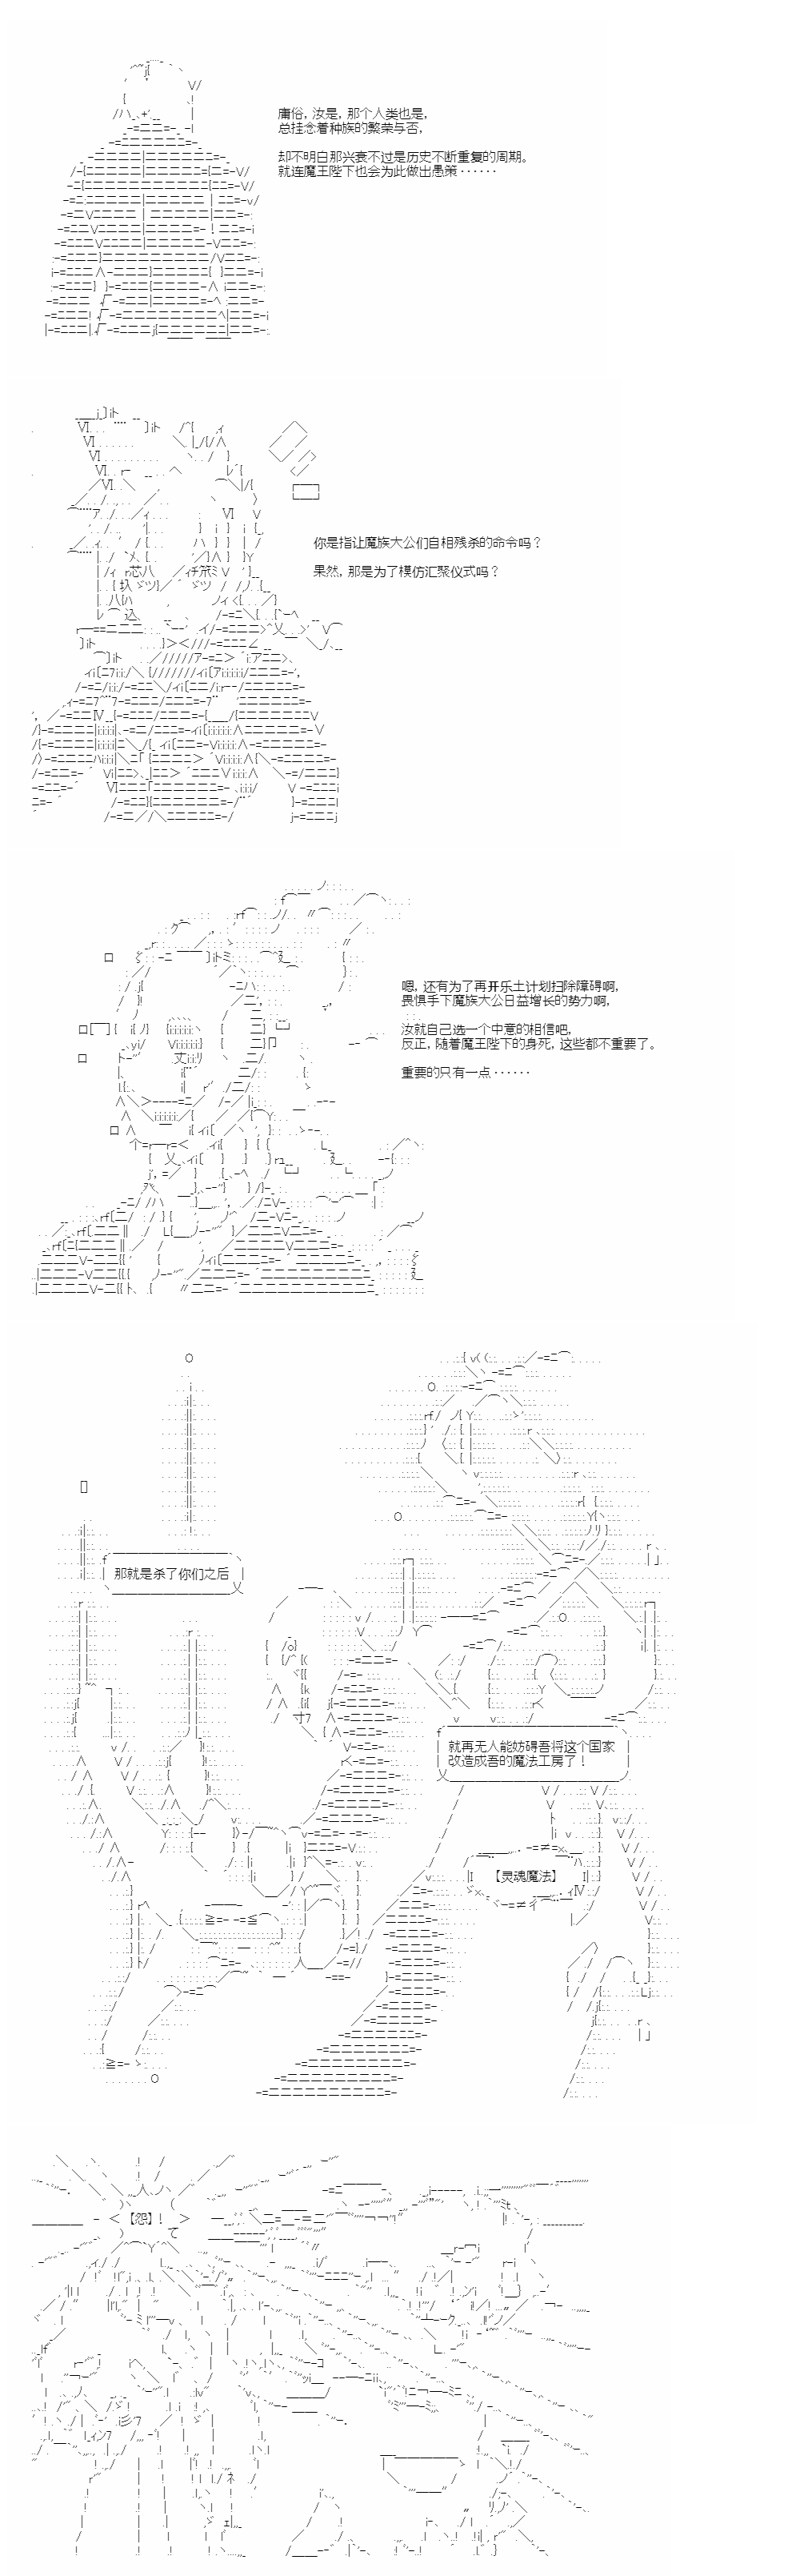 庸俗，汝是，那个人类也是，
总挂念着种族的繁荣与否，
却不明白那兴衰不过是历史不断重复的周期。
就连魔王陛下也会为此做出愚策‥‥‥
你是指让魔族大公们自相残杀的命令吗？
果然，那是为了模仿汇聚仪式吗？
嗯，还有为了再开乐土计划扫除障碍啊，
畏惧手下魔族大公日益增长的势力啊，
汝就自己选一个中意的相信吧，
反正，随着魔王陛下的身死，这些都不重要了。
重要的只有一点‥‥‥
那就是杀了你们之后
就再无人能妨碍吾将这个国家
改造成吾的魔法工房了！
【灵魂魔法】
【怨】！